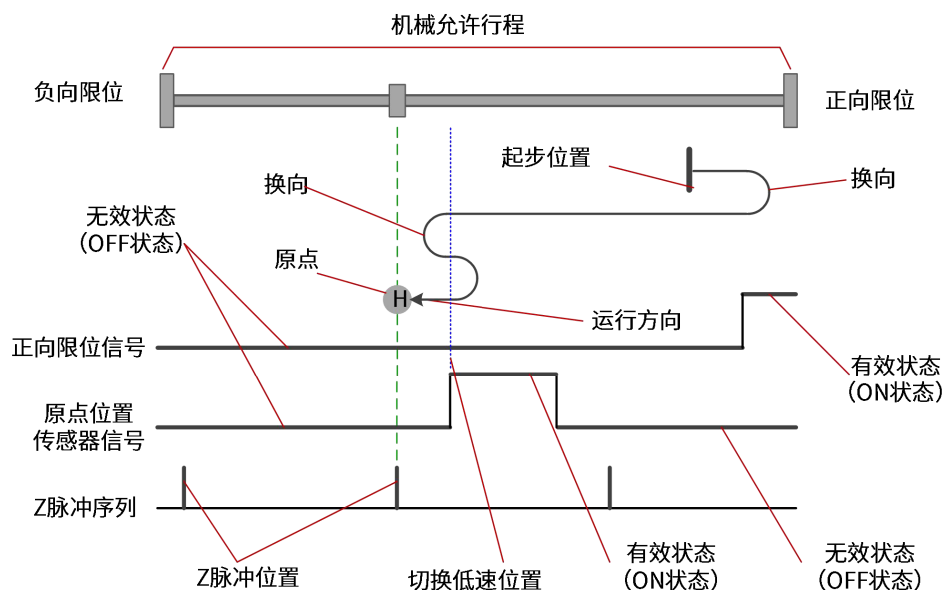 机械允许行程
负向限位
正向限位
起步位置
换向
换向
无效状态
（OFF状态）
原点
H
运行方向
正向限位信号
有效状态
（ON状态）
原点位置
传感器信号
Z脉冲序列
Z脉冲位置
切换低速位置
有效状态
（ON状态）
无效状态
（OFF状态）